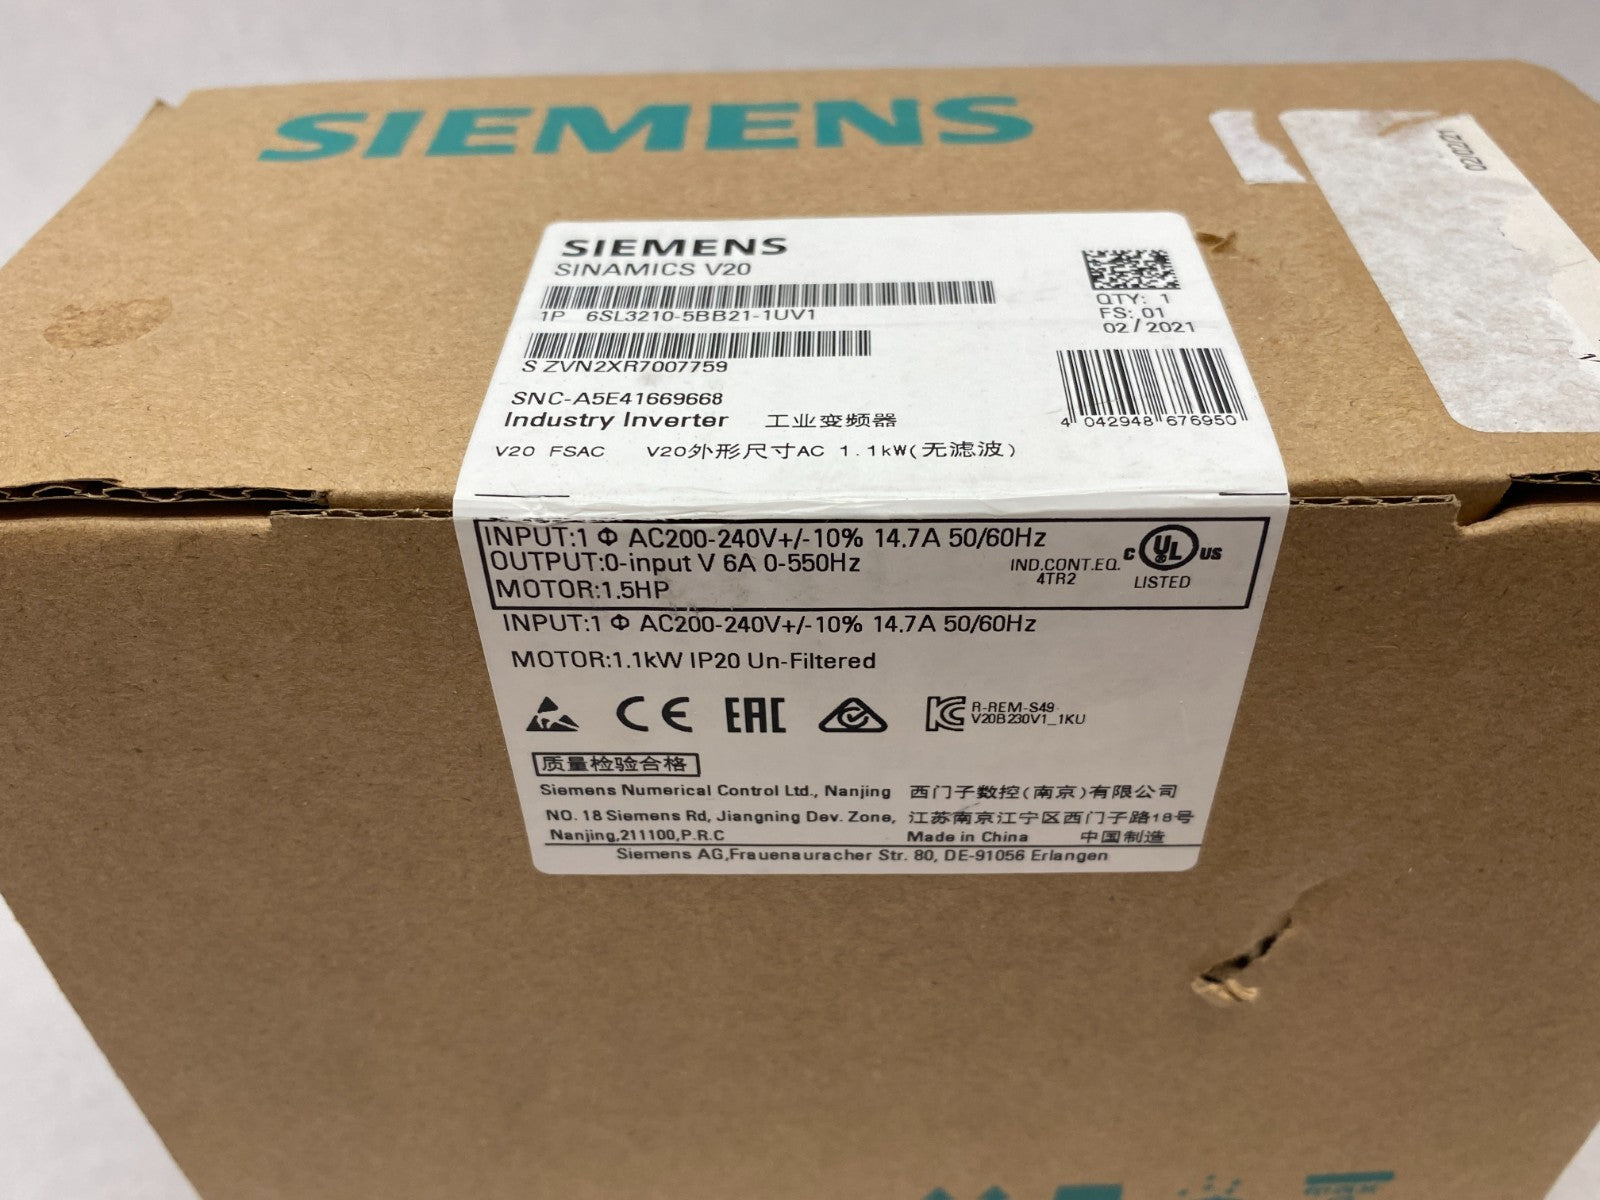 SIEMENS
02/2021
SIEMENS
SINAMICS V20
1P 6SL3210-5BB21-1UV1
QTY: 1
FS: 01
02/2021
S ZVN2XR7007759
SNC-A5E41669668
4 042948 676950
Industry Inverter 工业变频器
V20 FSAC V20外形尺寸AC 1.1kW(无滤波)
INPUT:1 Φ AC200-240V+/-10% 14.7A 50/60Hz
OUTPUT:0-input V 6A 0-550Hz
MOTOR:1.5HP
IND.CONT.EQ.
4TR2
C UL US
LISTED
INPUT:1 Φ AC200-240V+/-10% 14.7A 50/60Hz
MOTOR:1.1kW IP20 Un-Filtered
CE EAC
R-REM-S49-
V20B230V1_1KU
质量检验合格
Siemens Numerical Control Ltd., Nanjing 西门子数控(南京)有限公司
NO. 18 Siemens Rd, Jiangning Dev. Zone, 江苏南京江宁区西门子路18号
Nanjing,211100,P.R.C Made in China 中国制造
Siemens AG,Frauenauracher Str. 80, DE-91056 Erlangen